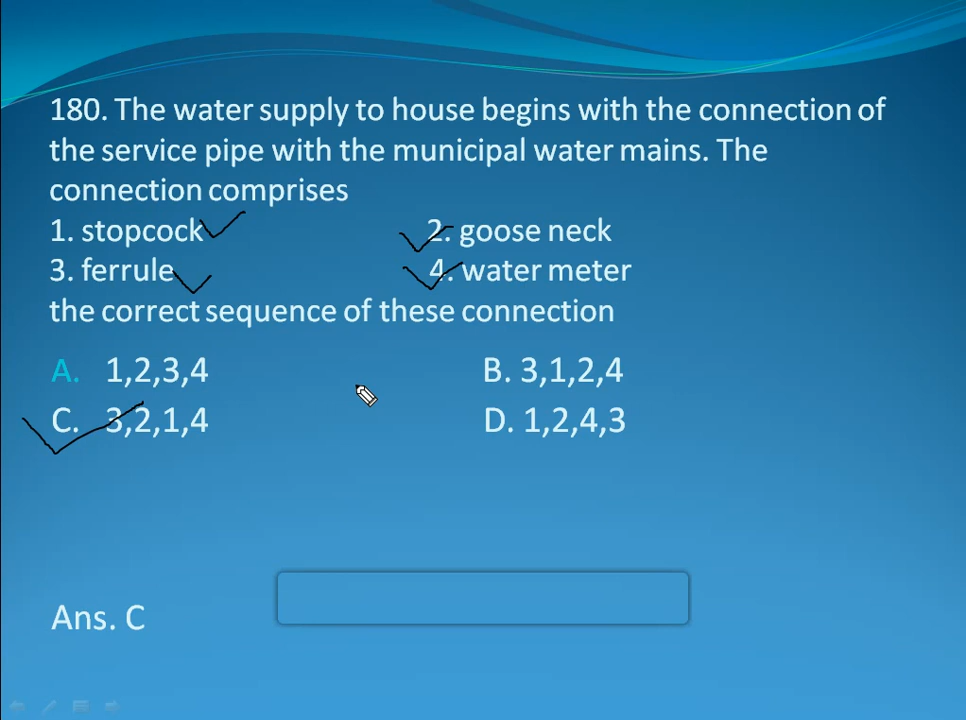 180. The water supply to house begins with the connection of
the service pipe with the municipal water mains. The
connection comprises
1. stopcock 2. goose neck
3. ferrule 4. water meter
the correct sequence of these connection
A. 1,2,3,4 B. 3,1,2,4
C. 3,2,1,4 D. 1,2,4,3
Ans. C